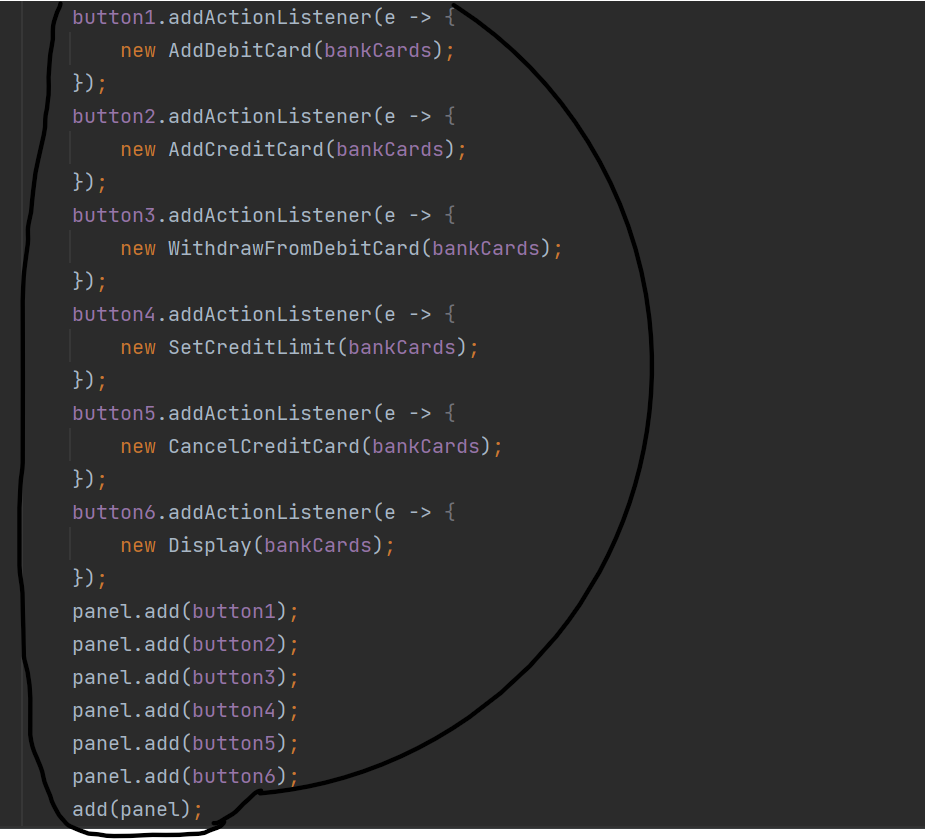 button1.addActionListener(e -> {
    new AddDebitCard(bankCards);
});
button2.addActionListener(e -> {
    new AddCreditCard(bankCards);
});
button3.addActionListener(e -> {
    new WithdrawFromDebitCard(bankCards);
});
button4.addActionListener(e -> {
    new SetCreditLimit(bankCards);
});
button5.addActionListener(e -> {
    new CancelCreditCard(bankCards);
});
button6.addActionListener(e -> {
    new Display(bankCards);
});
panel.add(button1);
panel.add(button2);
panel.add(button3);
panel.add(button4);
panel.add(button5);
panel.add(button6);
add(panel);